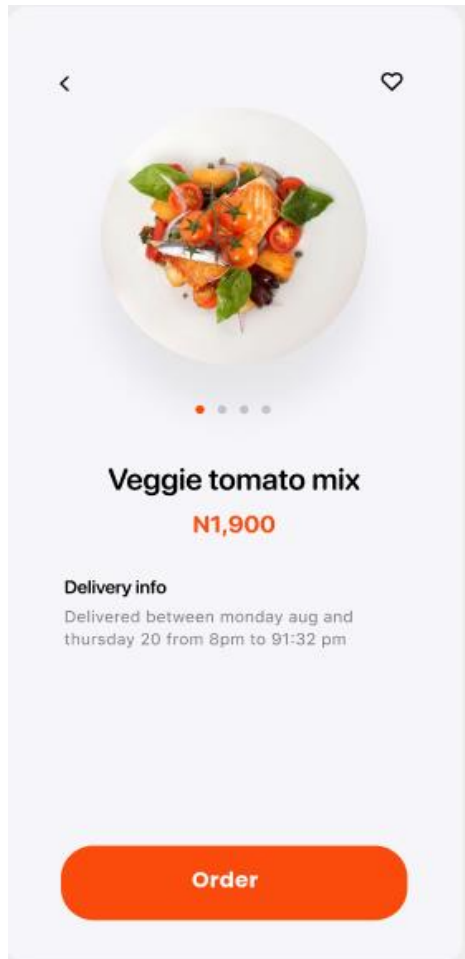 Veggie tomato mix
N1,900
Delivery info
Delivered between monday aug and
thursday 20 from 8pm to 91:32 pm
Order